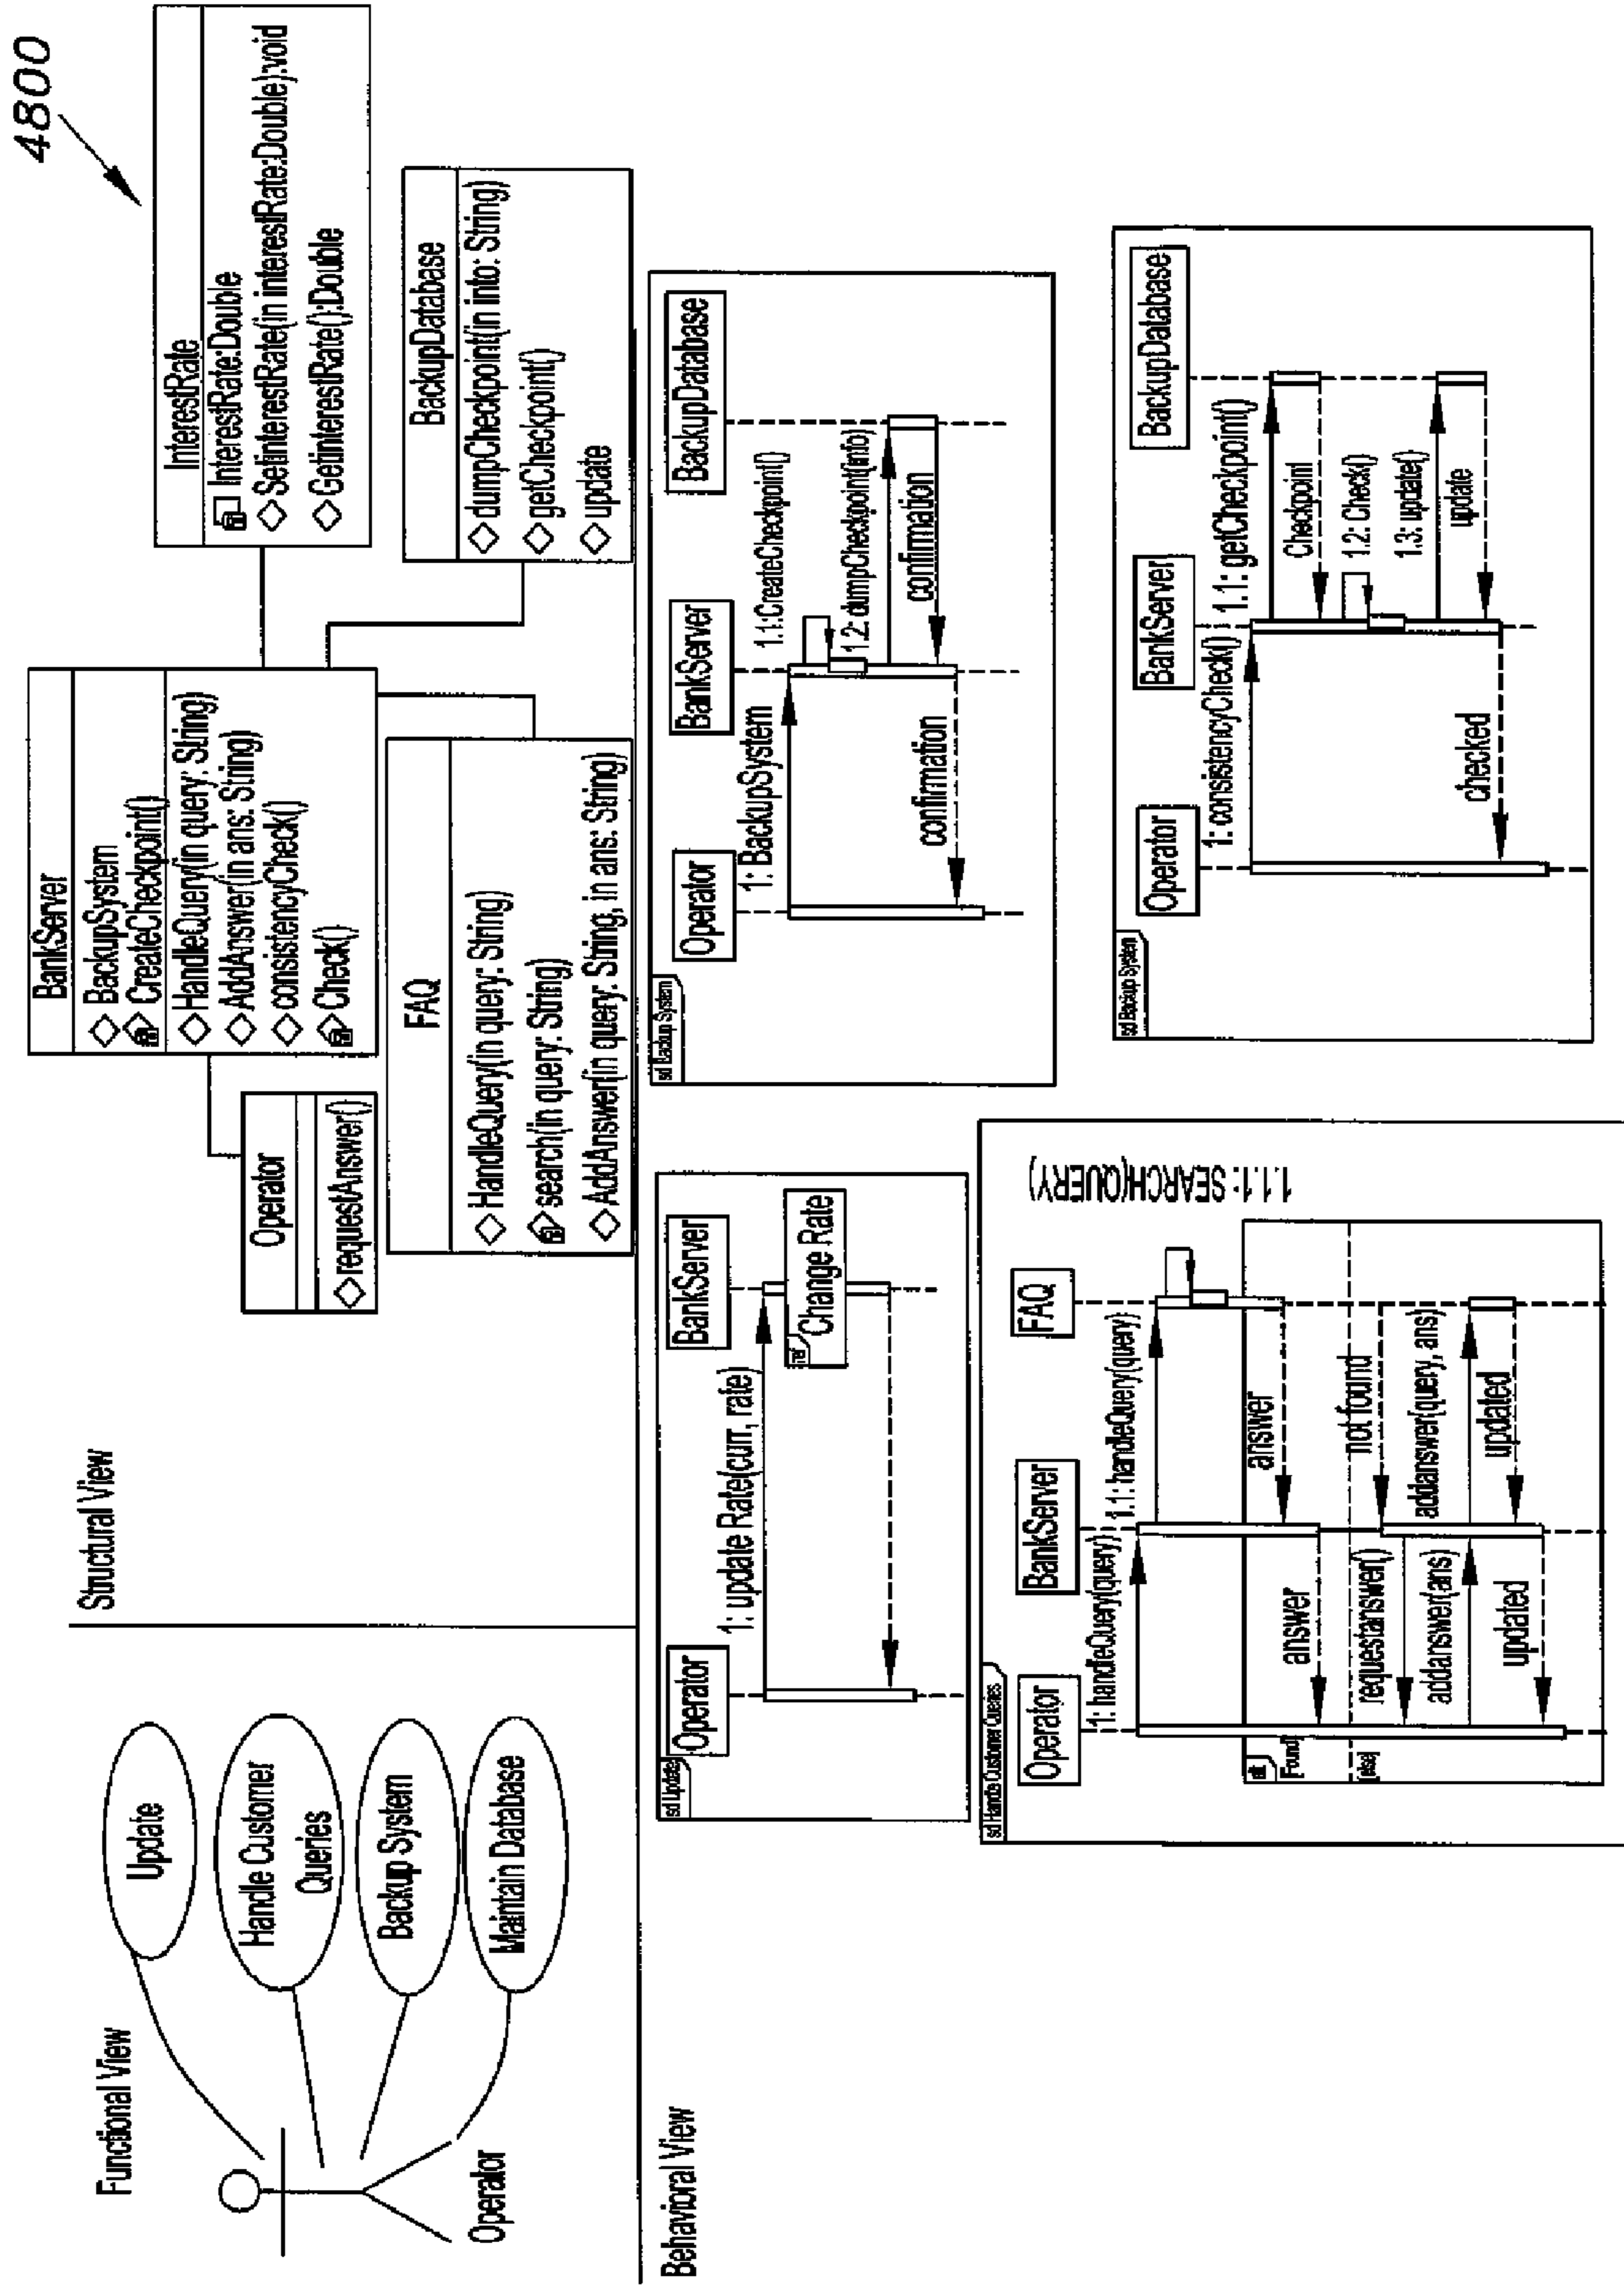 4800
Functional View
Update
Handle Customer
Queries
Backup System
Maintain Database
Operator
Structural View
BankServer
BackupSystem
CreateCheckpoint()
HandleQuery(in query: String)
AddAnswer(in ans: String)
consistencyCheck()
Check()
InterestRate
InterestRate:Double
SetinterestRate(in interestRate:Double):void
GetinterestRate():Double
Operator
requestAnswer()
FAQ
HandleQuery(in query: String)
search(in query: String)
AddAnswer(in query: String, in ans: String)
BackupDatabase
dumpCheckpoint(in into: String)
getCheckpoint()
update
Behavioral View
sd Update
Operator
BankServer
1: update Rate(curr, rate)
ref
Change Rate
sd Backup System
Operator
BankServer
BackupDatabase
1: BackupSystem
1.1:CreateCheckpoint()
1.2: dumpCheckpoint(info)
confirmation
confirmation
sd Handle Customer Queries
Operator
BankServer
FAQ
1: handleQuery(query)
1.1: handleQuery(query)
1.1.1: SEARCH(QUERY)
alt
[Found]
answer
answer
[else]
not found
requestanswer()
addanswer(ans)
addanswer(query, ans)
updated
updated
sd Backup System
Operator
BankServer
BackupDatabase
1: consistencyCheck()
1.1: getCheckpoint()
Checkpoint
1.2: Check()
1.3: update()
update
checked